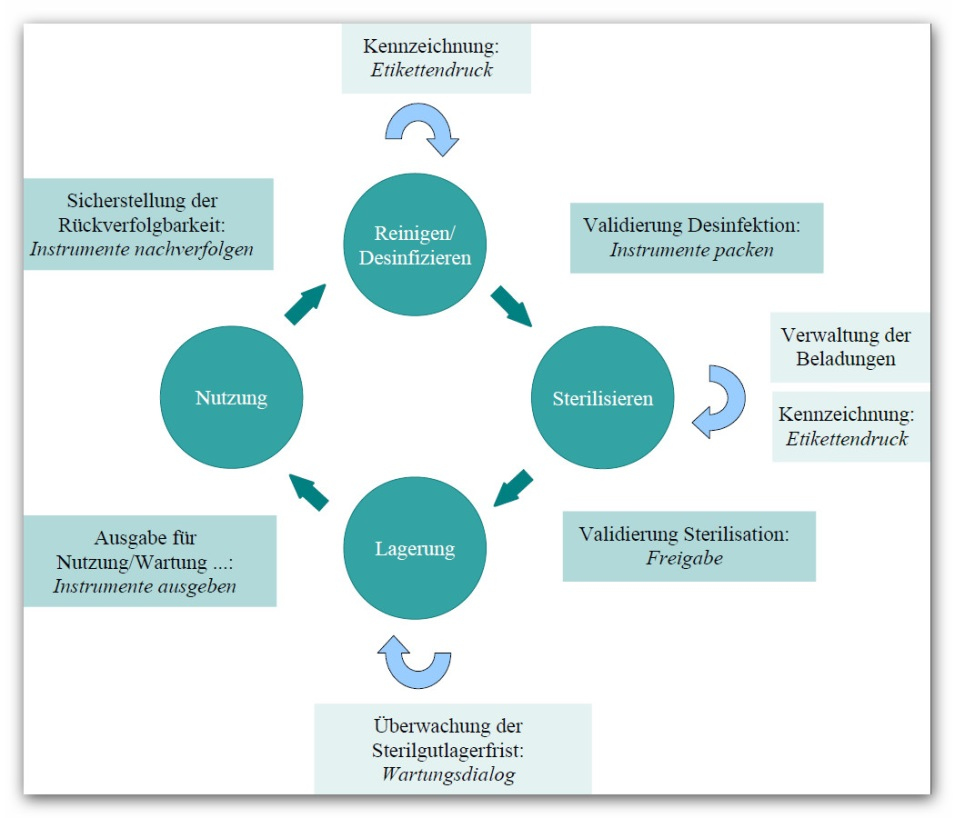 Kennzeichnung:
Etikettendruck
Sicherstellung der
Rückverfolgbarkeit:
Instrumente nachverfolgen
Reinigen/
Desinfizieren
Validierung Desinfektion:
Instrumente packen
Verwaltung der
Beladungen
Nutzung
Sterilisieren
Kennzeichnung:
Etikettendruck
Ausgabe für
Nutzung/Wartung ...:
Instrumente ausgeben
Lagerung
Validierung Sterilisation:
Freigabe
Überwachung der
Sterilgutlagerfrist:
Wartungsdialog